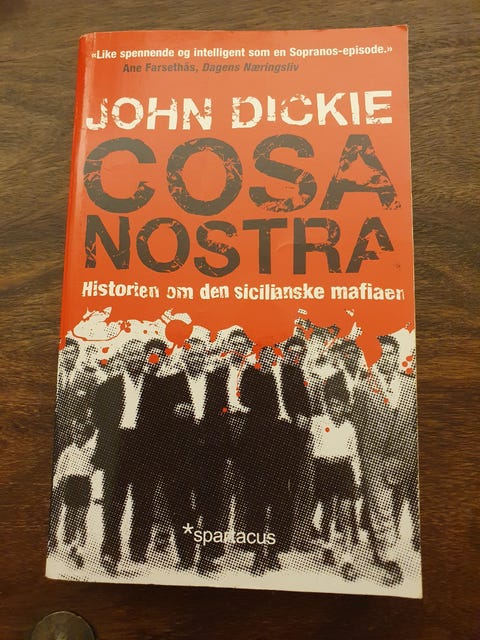 «Like spennende og intelligent som en Sopranos-episode.»
Ane Farsethås, Dagens Næringsliv
JOHN DICKIE
COSA
NOSTRA
Historien om den sicilianske mafiaen
*spartacus